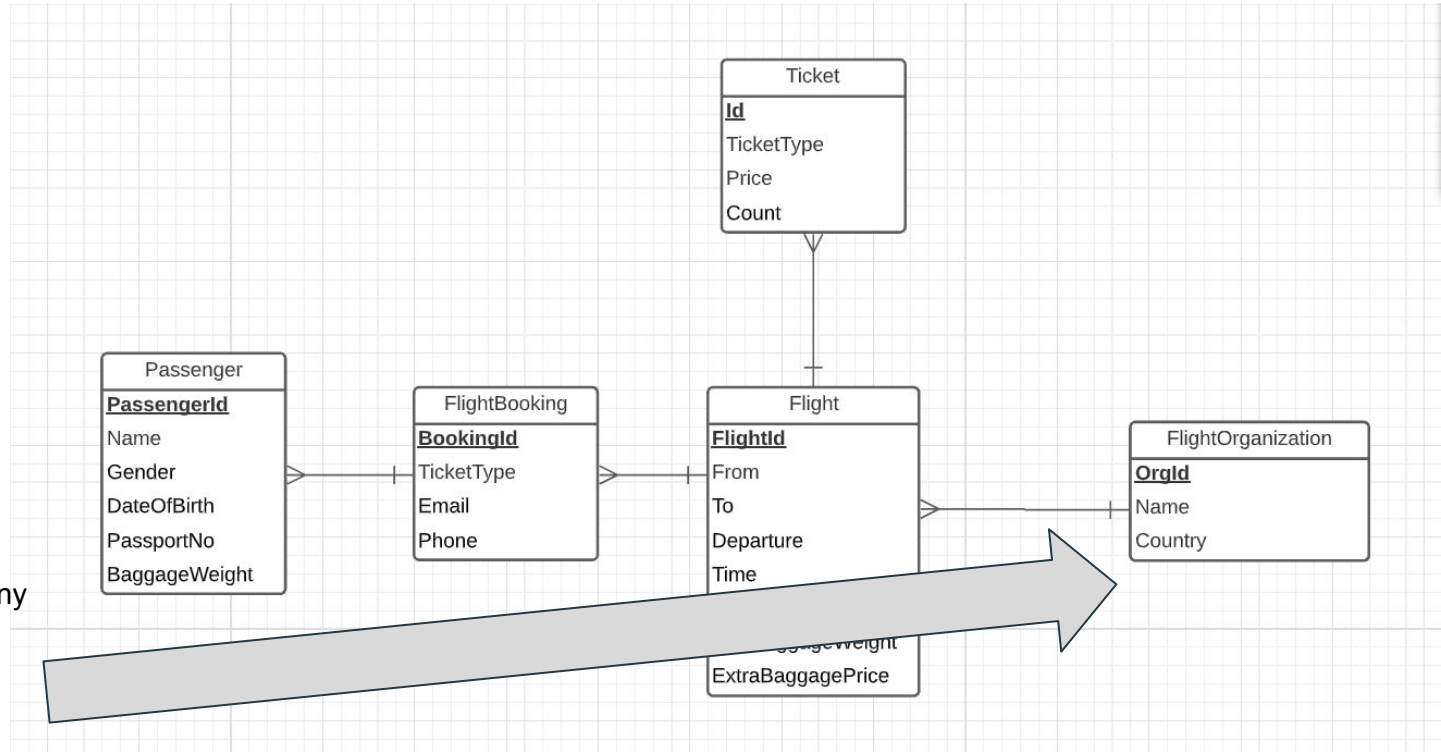 Ticket
Id
TicketType
Price
Count
Passenger
PassengerId
Name
Gender
DateOfBirth
PassportNo
BaggageWeight
FlightBooking
BookingId
TicketType
Email
Phone
Flight
FlightId
From
To
Departure
Time
ExtraBaggagePrice
FlightOrganization
OrgId
Name
Country
ny